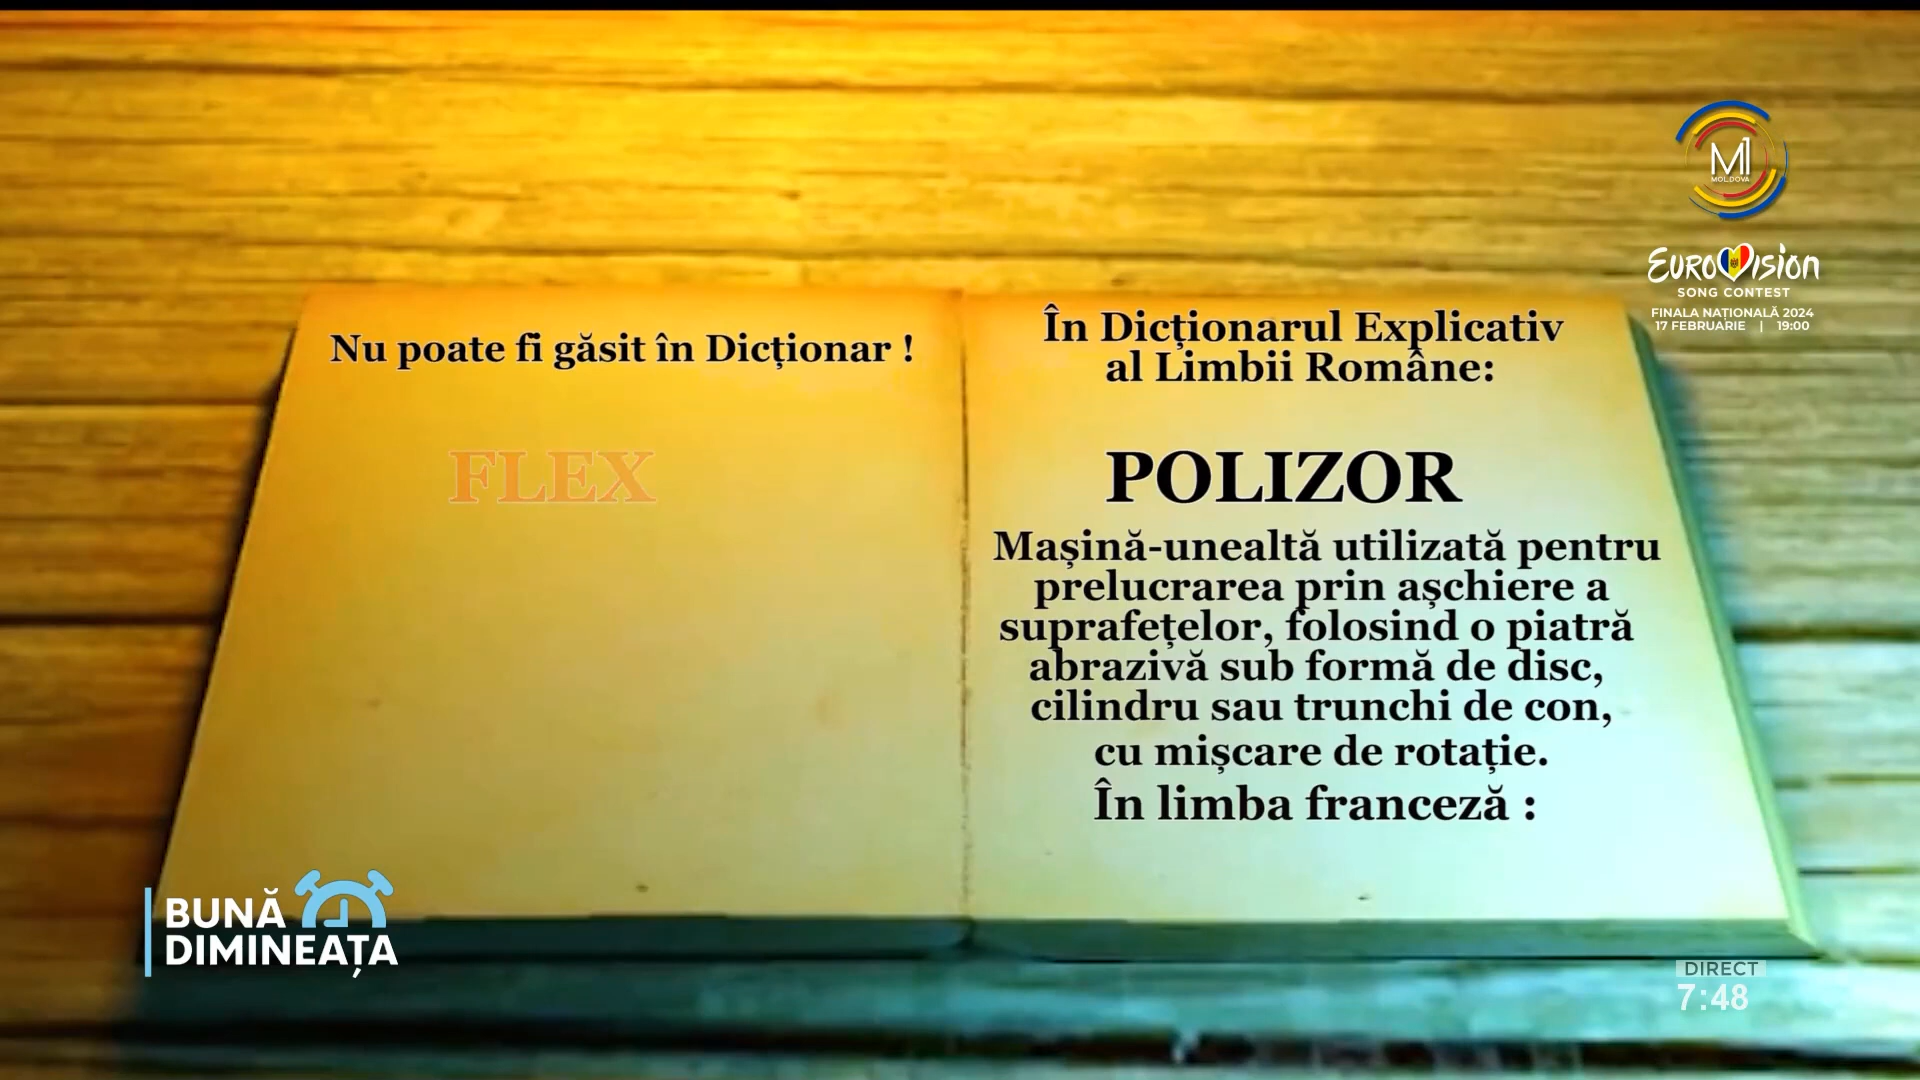 M1
MOLDOVA
EUROVISION
SONG CONTEST
FINALA NAȚIONALĂ 2024
17 FEBRUARIE | 19:00
Nu poate fi găsit în Dicționar !
FLEX
În Dicționarul Explicativ
al Limbii Române:
POLIZOR
Mașină-unealtă utilizată pentru
prelucrarea prin așchiere a
suprafețelor, folosind o piatră
abrazivă sub formă de disc,
cilindru sau trunchi de con,
cu mișcare de rotație.
În limba franceză :
BUNĂ
DIMINEAȚA
DIRECT
7:48